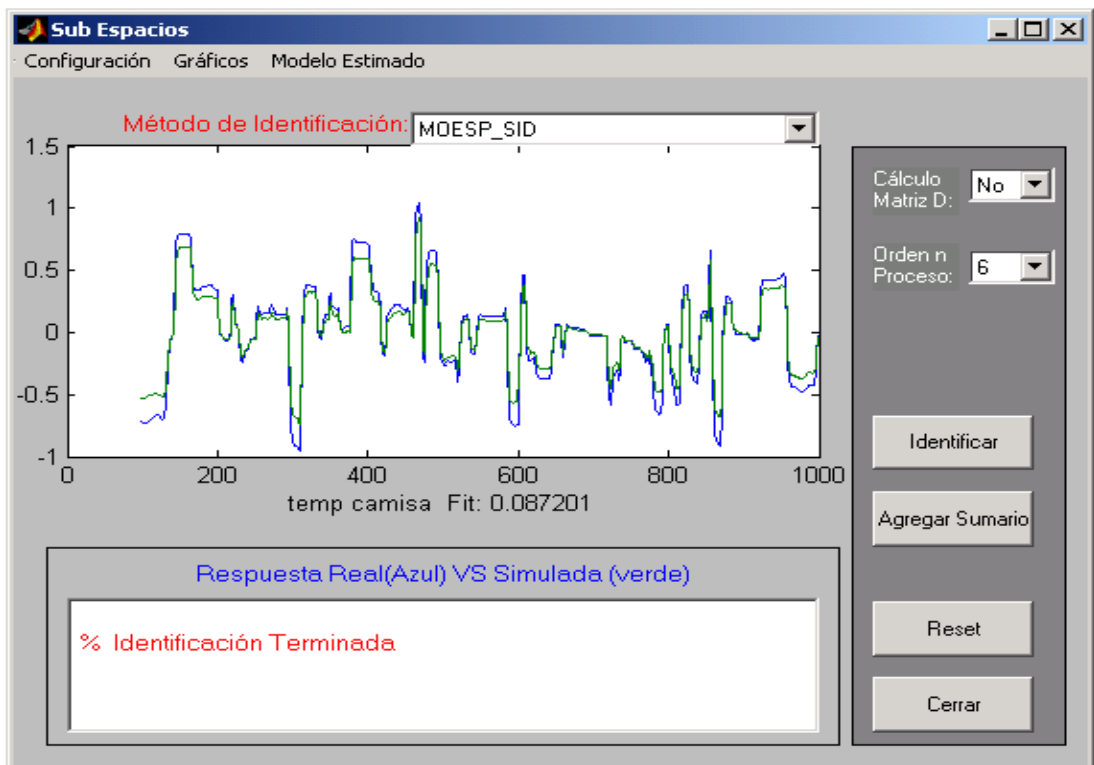 Sub Espacios
Configuración Gráficos Modelo Estimado
Método de Identificación: MOESP_SID
1.5
1
0.5
0
-0.5
-1
0 200 400 600 800 1000
temp camisa Fit: 0.087201
Cálculo
Matriz D:
No
Orden n
Proceso:
6
Identificar
Agregar Sumario
Reset
Cerrar
Respuesta Real(Azul) VS Simulada (verde)
% Identificación Terminada